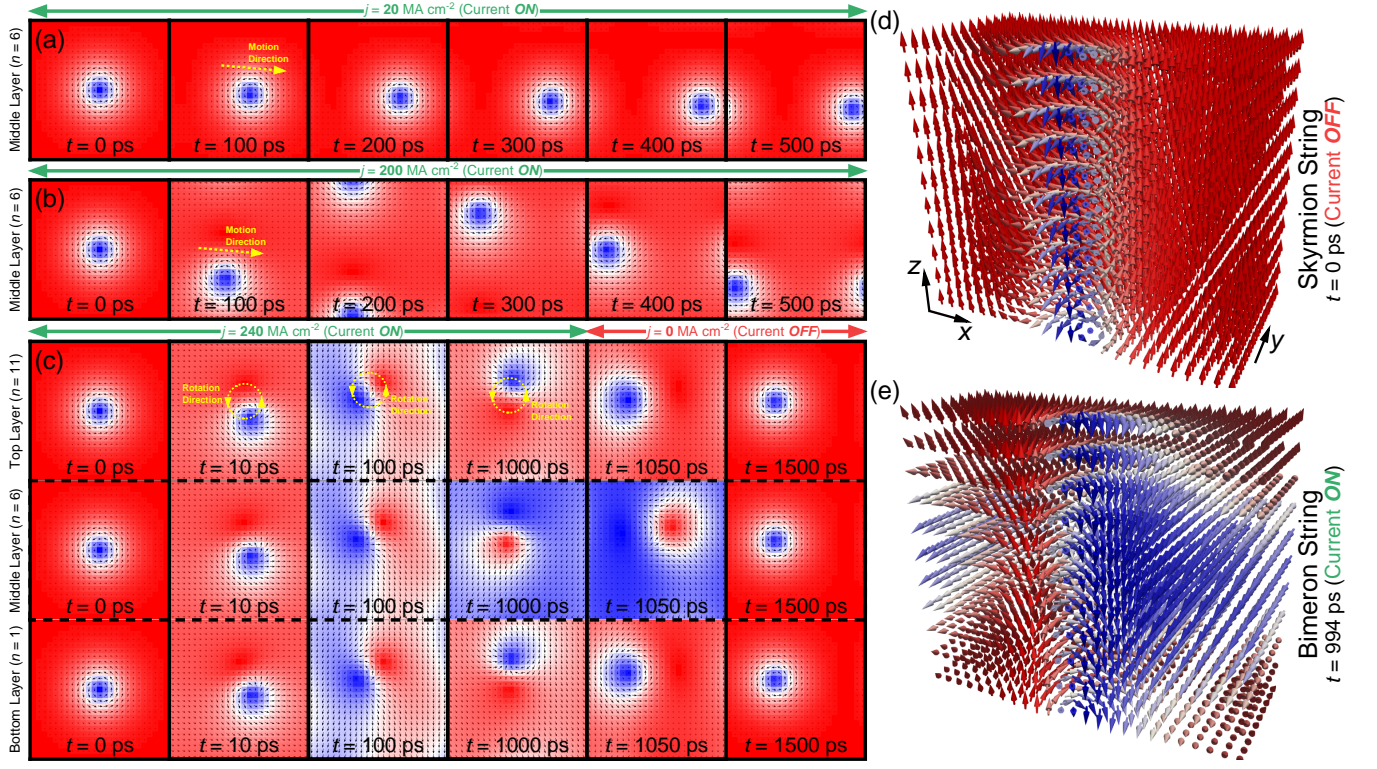 j = 20 MA cm⁻² (Current ON)
(a)
Middle Layer (n = 6)
Motion
Direction
t = 0 ps
t = 100 ps
t = 200 ps
t = 300 ps
t = 400 ps
t = 500 ps
j = 200 MA cm⁻² (Current ON)
(b)
Middle Layer (n = 6)
Motion
Direction
t = 0 ps
t = 100 ps
t = 200 ps
t = 300 ps
t = 400 ps
t = 500 ps
j = 240 MA cm⁻² (Current ON)
j = 0 MA cm⁻² (Current OFF)
(c)
Top Layer (n = 11)
Rotation
Direction
Rotation
Direction
Rotation
Direction
t = 0 ps
t = 10 ps
t = 100 ps
t = 1000 ps
t = 1050 ps
t = 1500 ps
Middle Layer (n = 6)
t = 0 ps
t = 10 ps
t = 100 ps
t = 1000 ps
t = 1050 ps
t = 1500 ps
Bottom Layer (n = 1)
t = 0 ps
t = 10 ps
t = 100 ps
t = 1000 ps
t = 1050 ps
t = 1500 ps
(d)
z
x
y
Skyrmion String
t = 0 ps (Current OFF)
(e)
Bimeron String
t = 994 ps (Current ON)